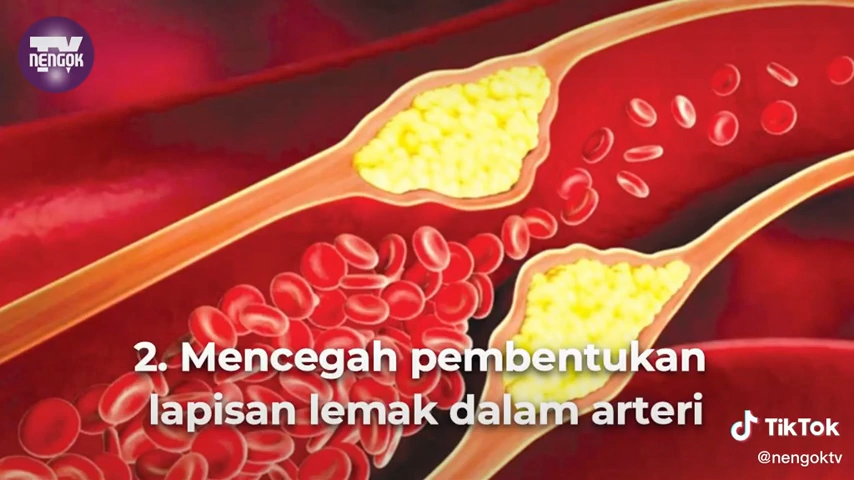 TV
NENGOK
2. Mencegah pembentukan
lapisan lemak dalam arteri
TikTok
@nengoktv